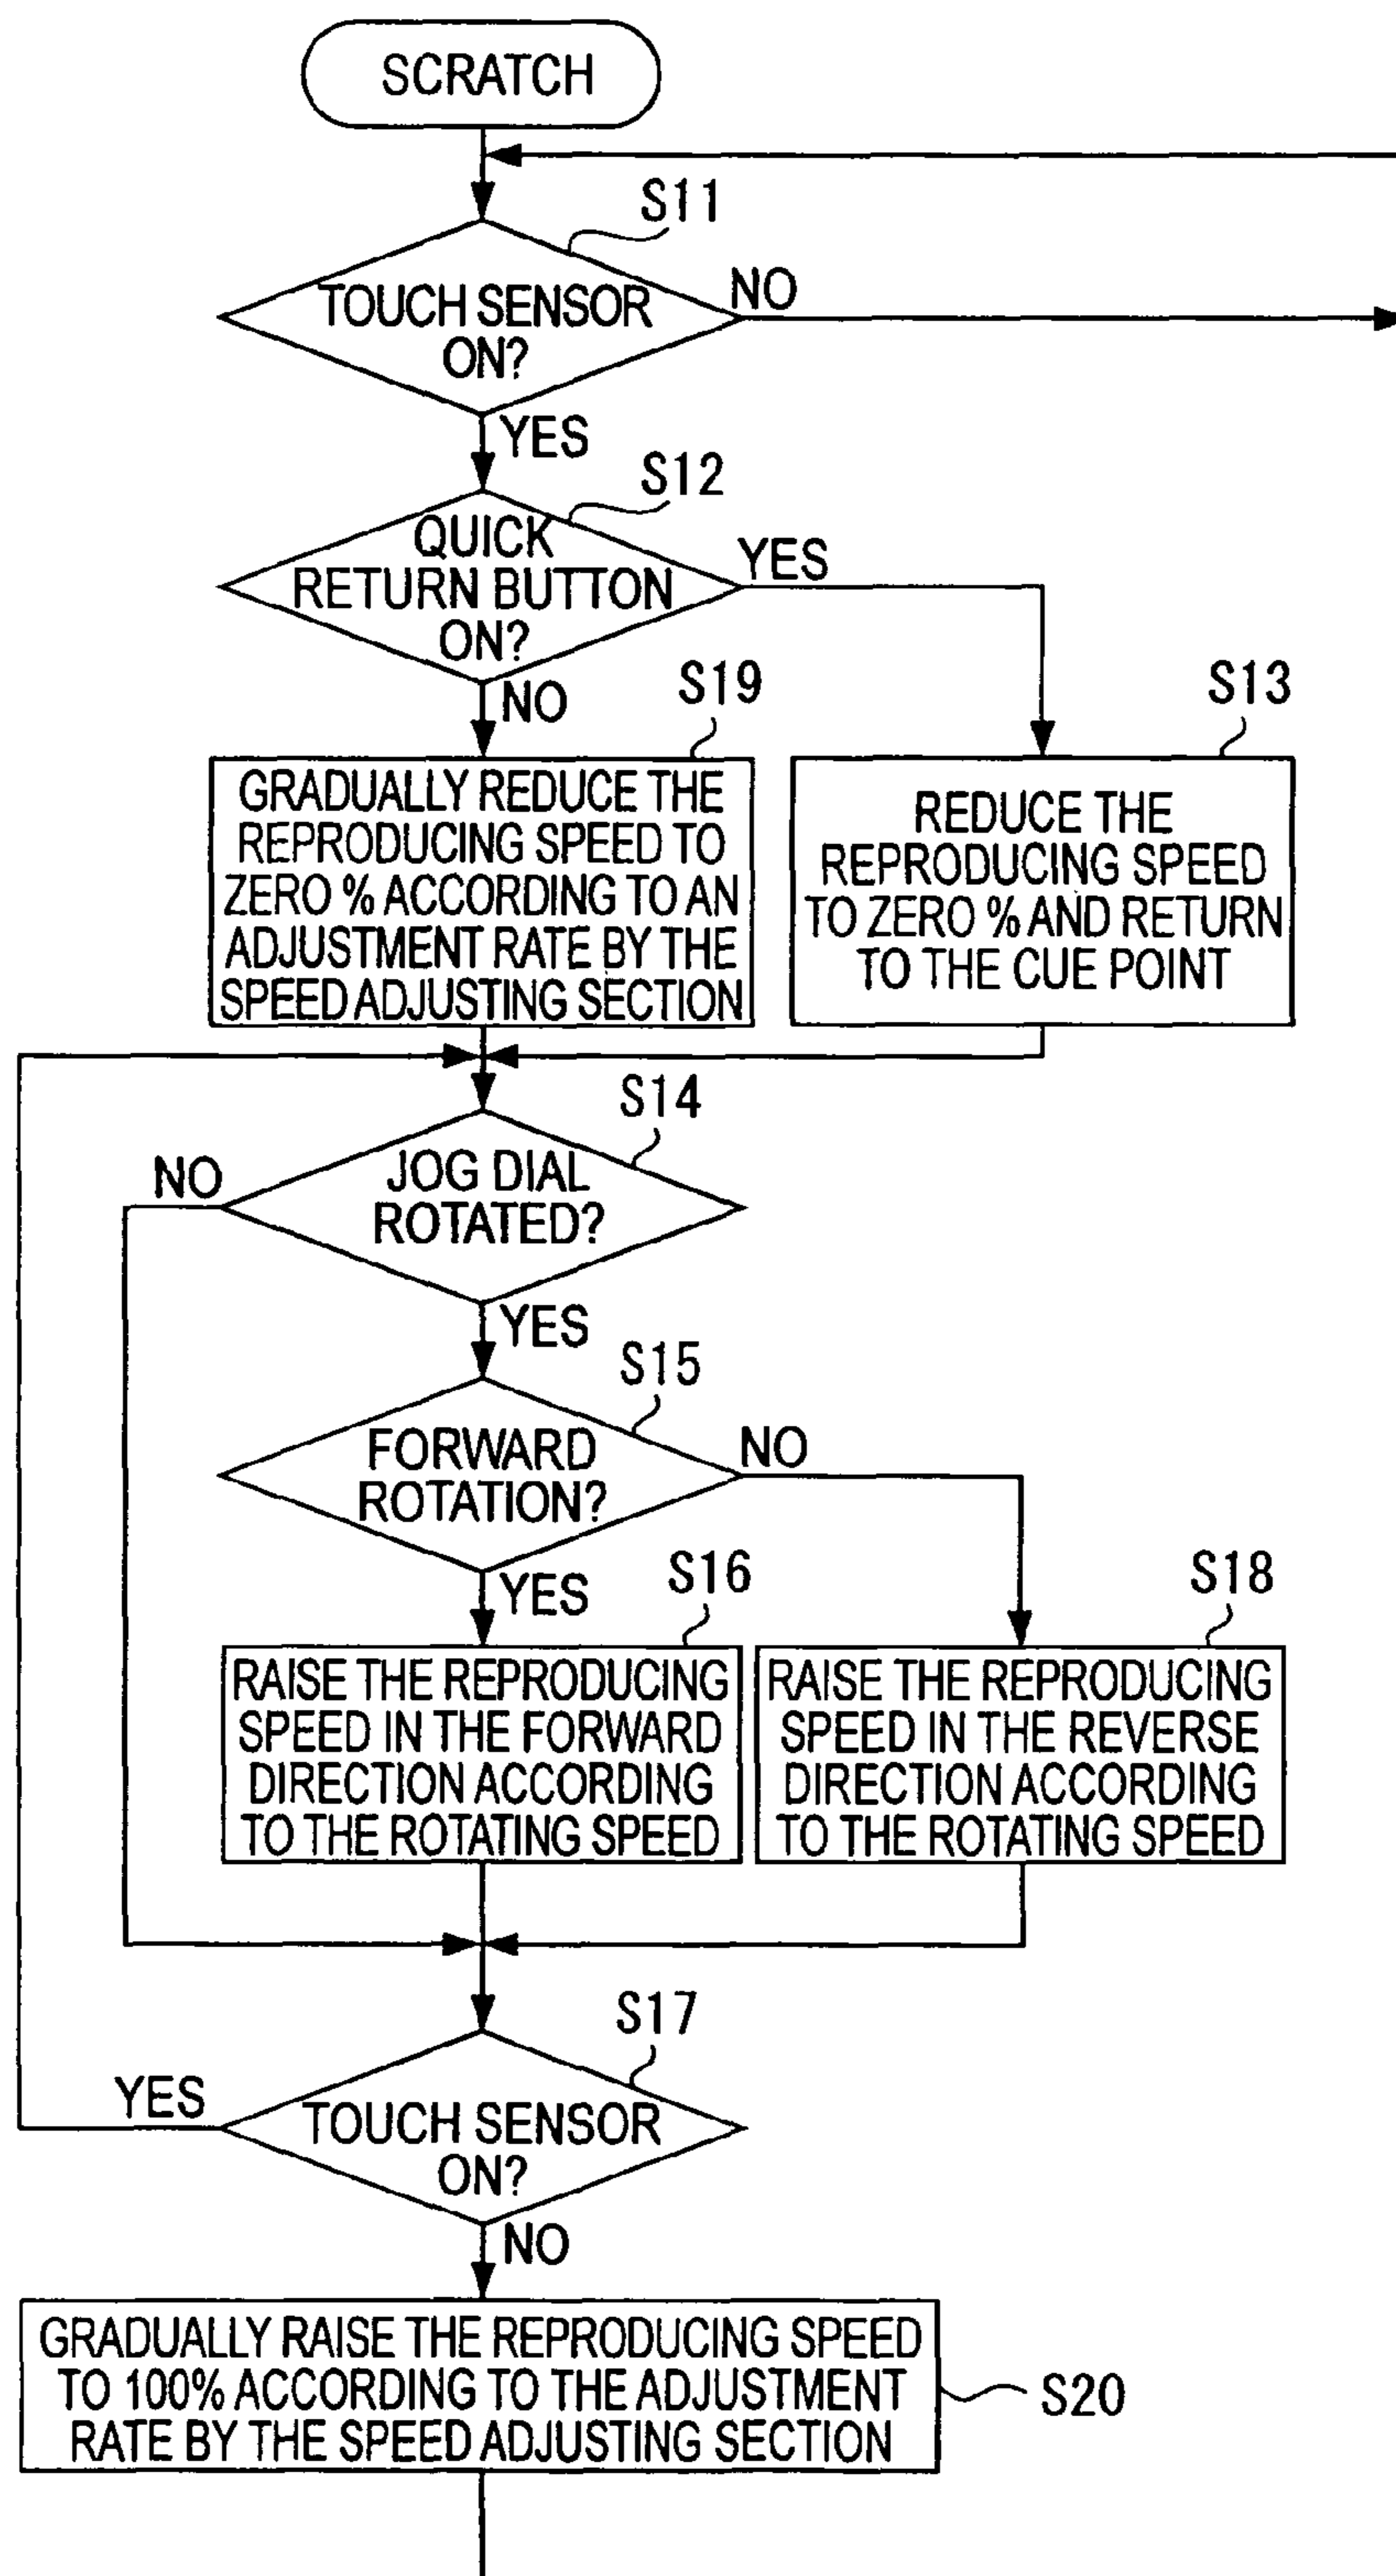 SCRATCH
S11
TOUCH SENSOR
ON?
NO
YES
S12
QUICK
RETURN BUTTON
ON?
YES
NO
S19
GRADUALLY REDUCE THE
REPRODUCING SPEED TO
ZERO % ACCORDING TO AN
ADJUSTMENT RATE BY THE
SPEED ADJUSTING SECTION
S13
REDUCE THE
REPRODUCING SPEED
TO ZERO % AND RETURN
TO THE CUE POINT
S14
JOG DIAL
ROTATED?
NO
YES
S15
FORWARD
ROTATION?
NO
YES
S16
RAISE THE REPRODUCING
SPEED IN THE FORWARD
DIRECTION ACCORDING
TO THE ROTATING SPEED
S18
RAISE THE REPRODUCING
SPEED IN THE REVERSE
DIRECTION ACCORDING
TO THE ROTATING SPEED
S17
TOUCH SENSOR
ON?
YES
NO
GRADUALLY RAISE THE REPRODUCING SPEED
TO 100% ACCORDING TO THE ADJUSTMENT
RATE BY THE SPEED ADJUSTING SECTION
S20